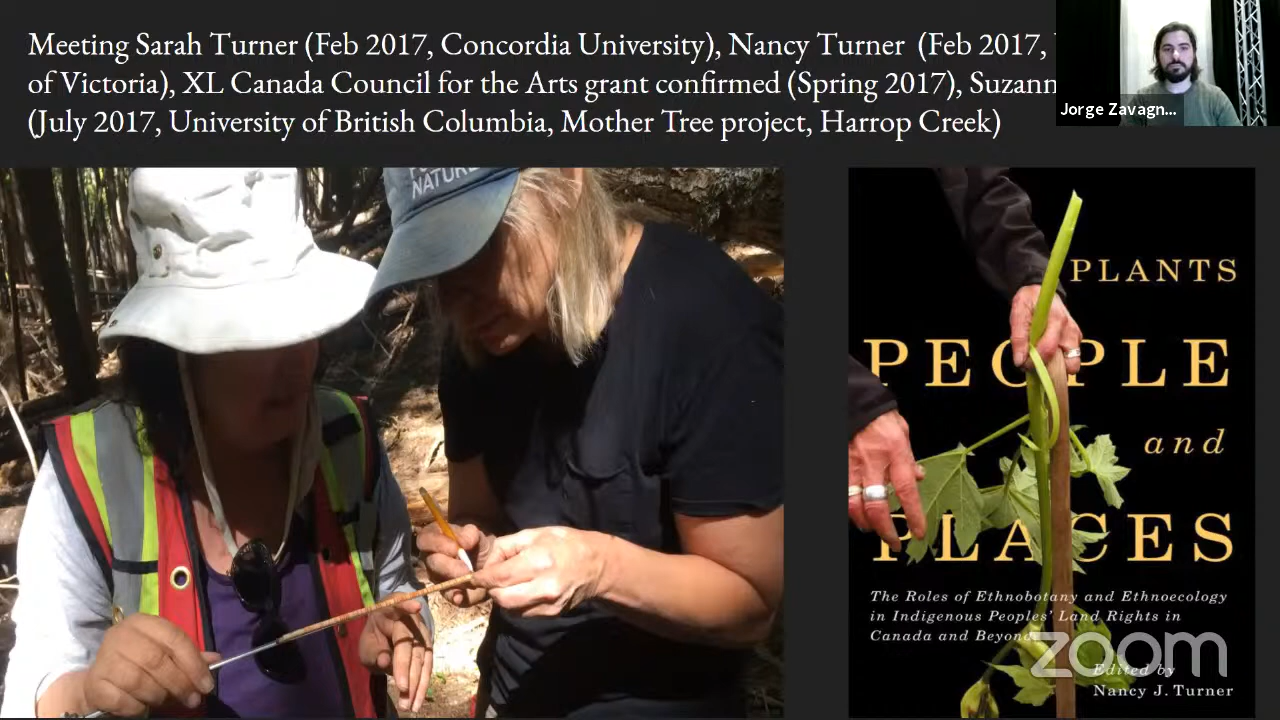 Meeting Sarah Turner (Feb 2017, Concordia University), Nancy Turner (Feb 2017,
of Victoria), XL Canada Council for the Arts grant confirmed (Spring 2017), Suzann
(July 2017, University of British Columbia, Mother Tree project, Harrop Creek)
Jorge Zavagn...
NATURE
PLANTS
PEOPLE
and
PLACES
The Roles of Ethnobotany and Ethnoecology
in Indigenous Peoples' Land Rights in
Canada and Beyond
zoom
Edited by
Nancy J. Turner